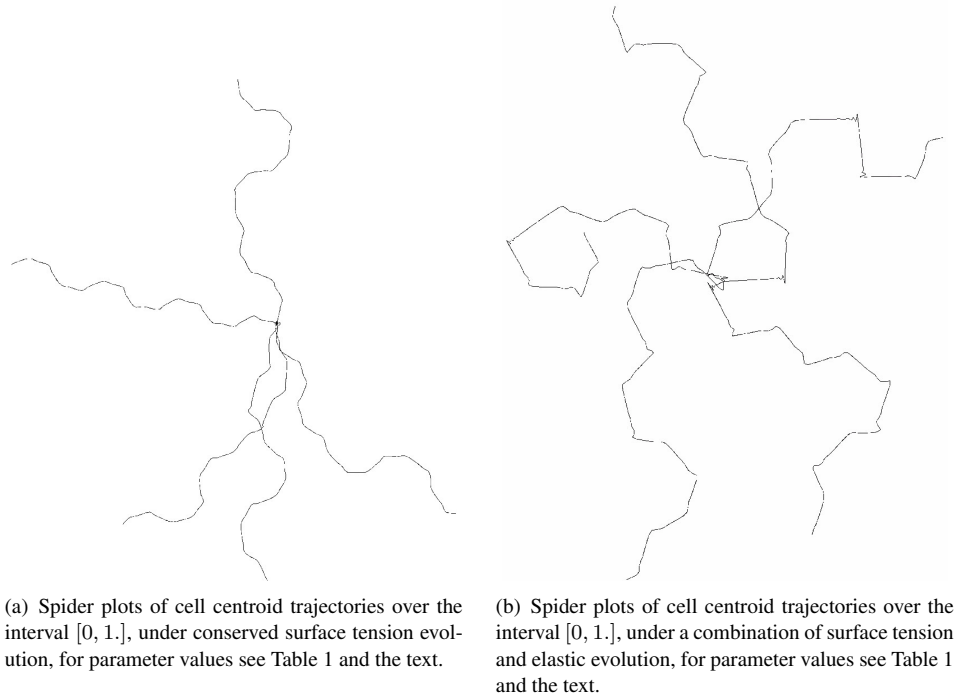 (a) Spider plots of cell centroid trajectories over the
interval [0, 1.], under conserved surface tension evol-
ution, for parameter values see Table 1 and the text.
(b) Spider plots of cell centroid trajectories over the
interval [0, 1.], under a combination of surface tension
and elastic evolution, for parameter values see Table 1
and the text.